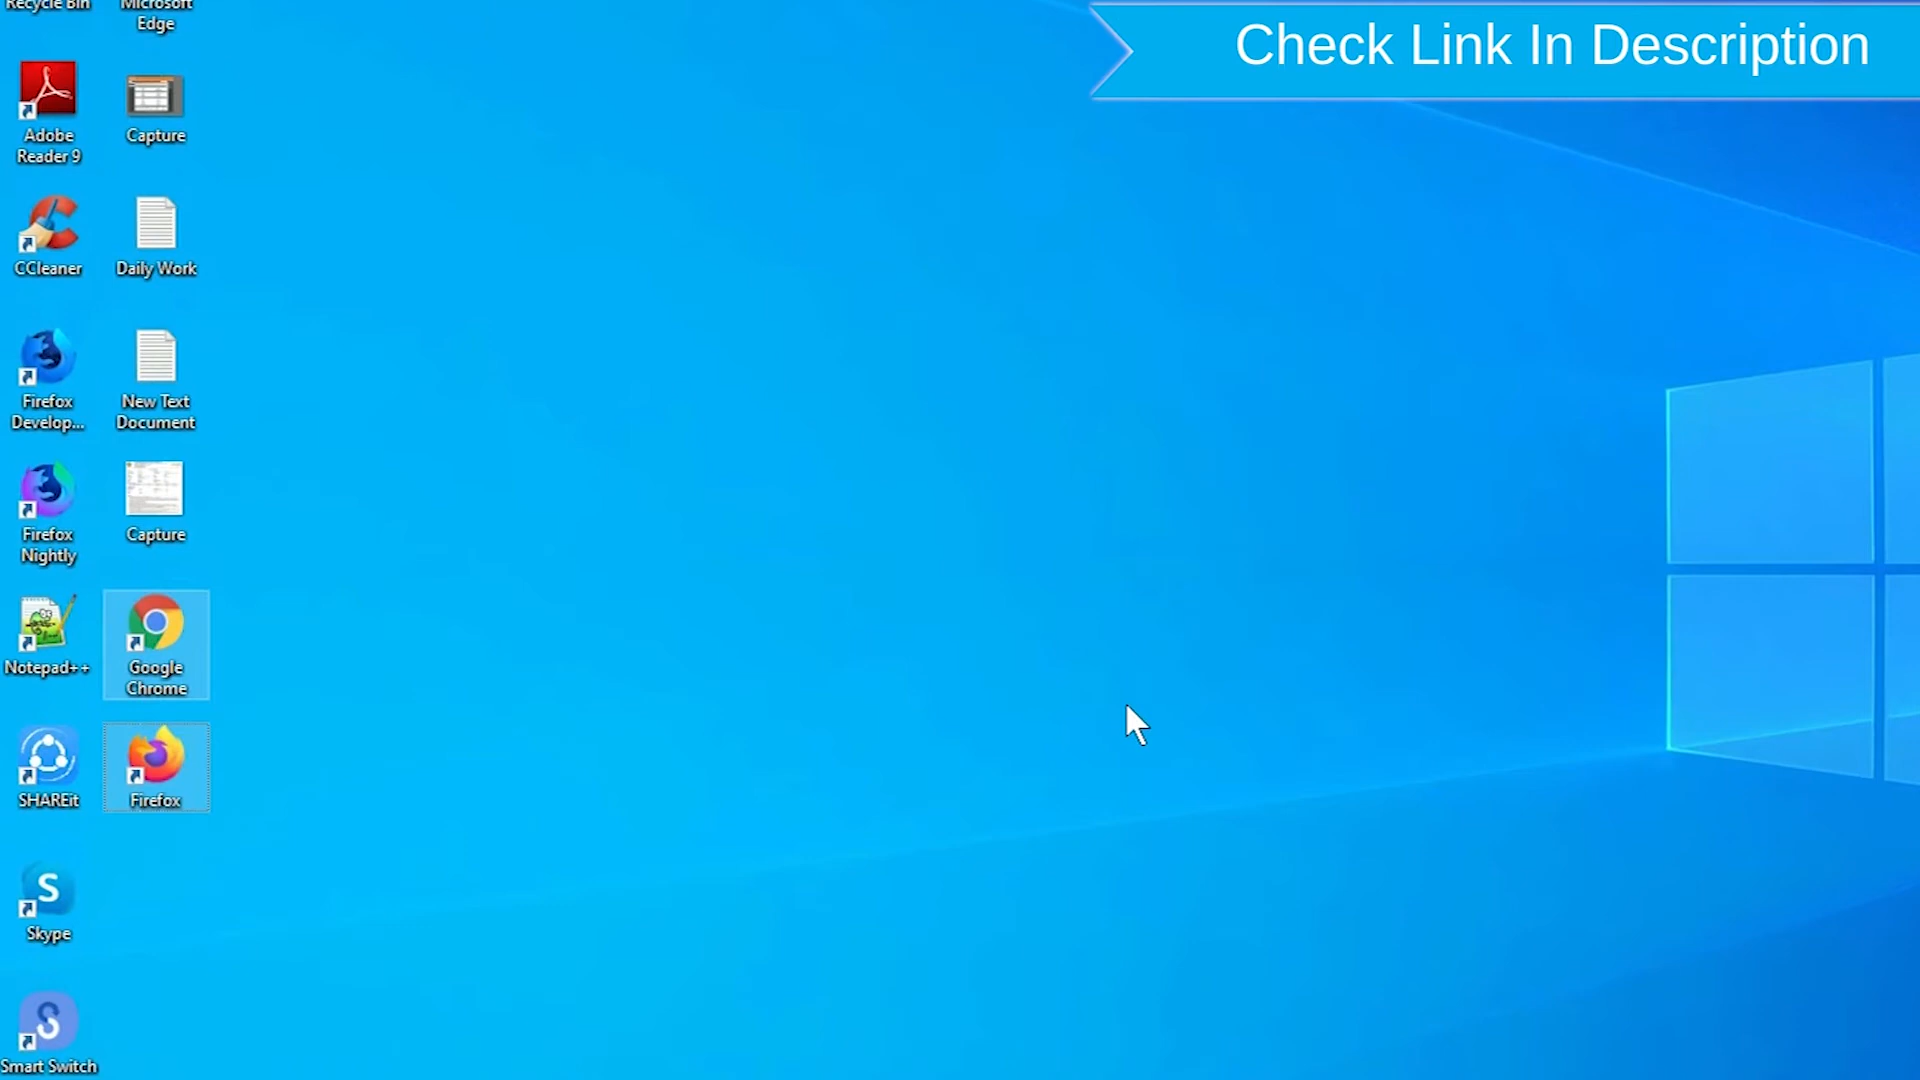 Recycle Bin
Microsoft
Edge
Check Link In Description
Adobe
Reader 9
Capture
CCleaner
Daily Work
Firefox
Develop...
New Text
Document
Firefox
Nightly
Capture
Notepad++
Google
Chrome
SHAREit
Firefox
Skype
Smart Switch